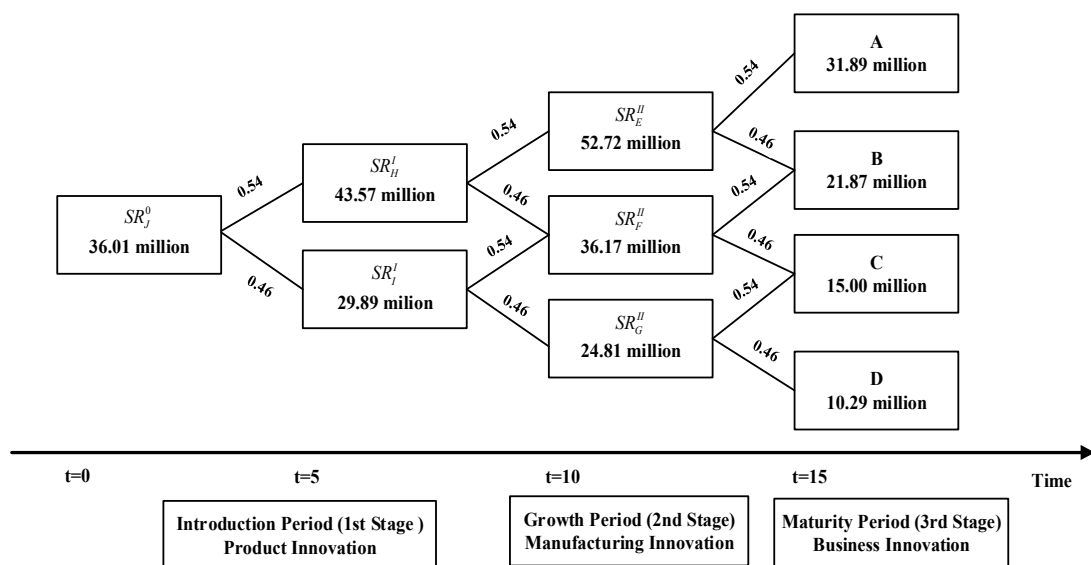 A
31.89 million
0.54
SR_E^II
52.72 million
0.54
0.46
B
21.87 million
SR_H^I
43.57 million
0.54
0.46
0.54
SR_J^0
36.01 million
SR_F^II
36.17 million
0.46
0.54
0.46
C
15.00 million
SR_I^I
29.89 milion
0.54
0.46
SR_G^II
24.81 million
0.46
D
10.29 million
t=0
t=5
t=10
t=15
Time
Introduction Period (1st Stage )
Product Innovation
Growth Period (2nd Stage)
Manufacturing Innovation
Maturity Period (3rd Stage)
Business Innovation